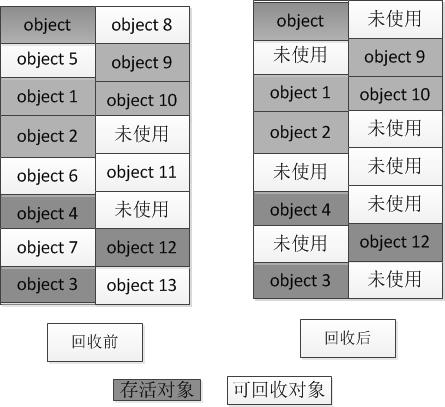 object
object 8
object 5
object 9
object 1
object 10
object 2
未使用
object 6
object 11
object 4
未使用
object 7
object 12
object 3
object 13
回收前
object
未使用
未使用
object 9
object 1
object 10
object 2
未使用
未使用
未使用
object 4
未使用
未使用
object 12
object 3
未使用
回收后
存活对象
可回收对象